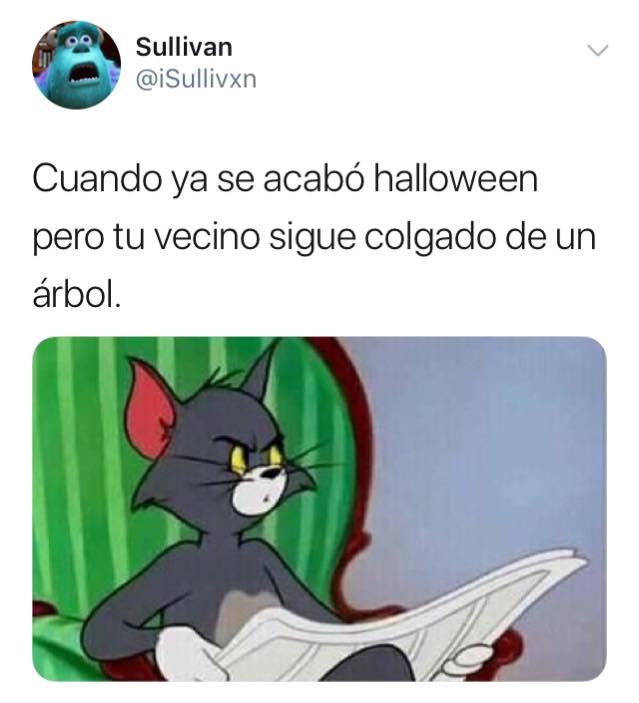 Sullivan
@iSullivxn
Cuando ya se acabó halloween
pero tu vecino sigue colgado de un
árbol.